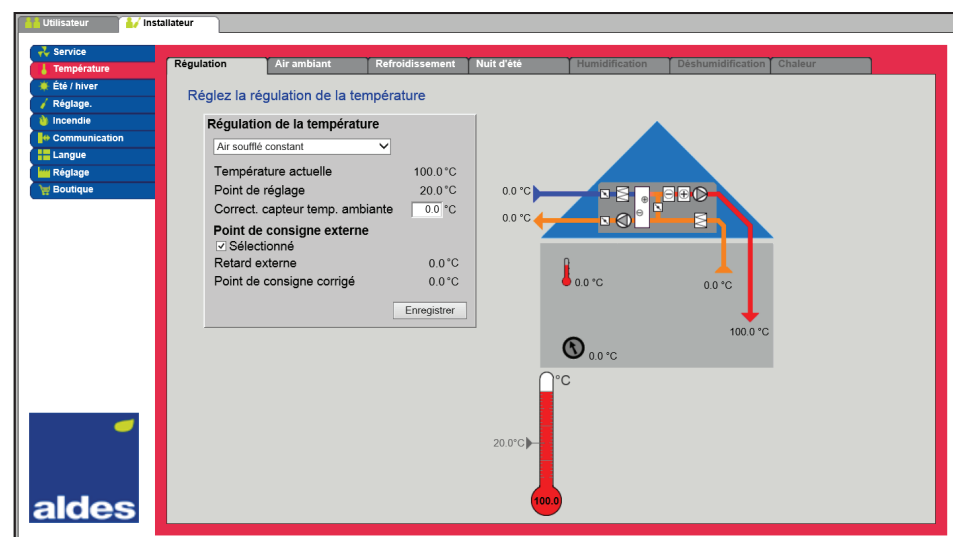 Utilisateur Installateur
Service
Température
Été / hiver
Réglage.
Incendie
Communication
Langue
Réglage
Boutique
aldes
Régulation Air ambiant Refroidissement Nuit d'été Humidification Déshumidification Chaleur
Réglez la régulation de la température
Régulation de la température
Air soufflé constant
Température actuelle 100.0 °C
Point de réglage 20.0 °C
Correct. capteur temp. ambiante 0.0 °C
Point de consigne externe
Sélectionné
Retard externe 0.0 °C
Point de consigne corrigé 0.0 °C
Enregistrer
0.0 °C
0.0 °C
0.0 °C
0.0 °C
100.0 °C
0.0 °C
°C
20.0°C
100.0